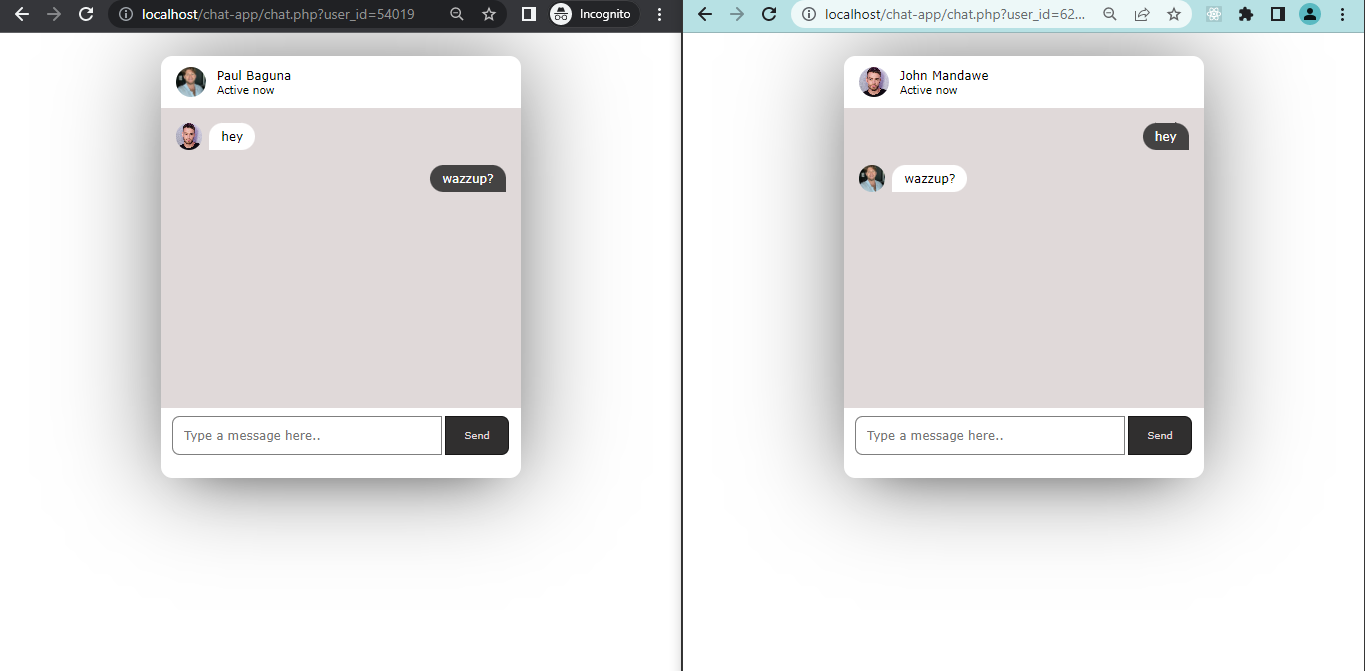 localhost/chat-app/chat.php?user_id=54019
Incognito
Paul Baguna
Active now
hey
wazzup?
Type a message here..
Send
localhost/chat-app/chat.php?user_id=62...
John Mandawe
Active now
hey
wazzup?
Type a message here..
Send